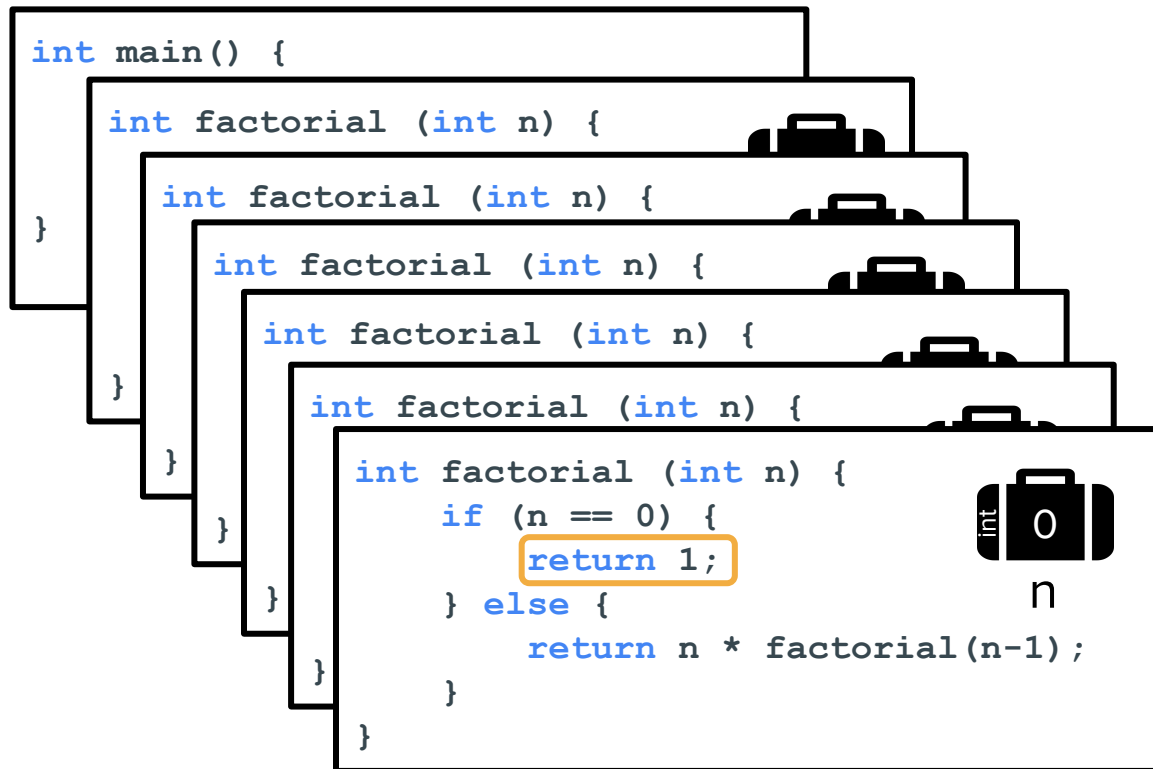 int main() {
int factorial (int n) {
int factorial (int n) {
}
int factorial (int n) {
int factorial (int n) {
}
int factorial (int n) {
}
int factorial (int n) {
if (n == 0) {
int 0
}
return 1;
n
}
} else {
return n * factorial(n-1);
}
}
}